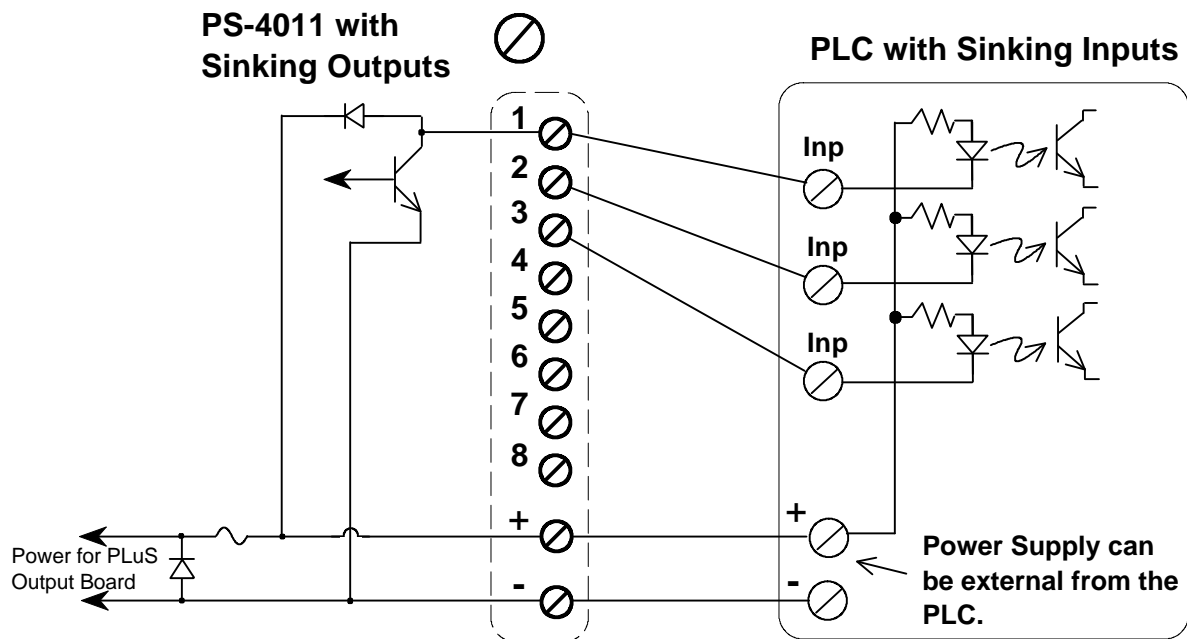 PS-4011 with
Sinking Outputs
PLC with Sinking Inputs
1
2
3
4
5
6
7
8
+
-
Inp
Inp
Inp
+
-
Power for PLuS
Output Board
Power Supply can
be external from the
PLC.